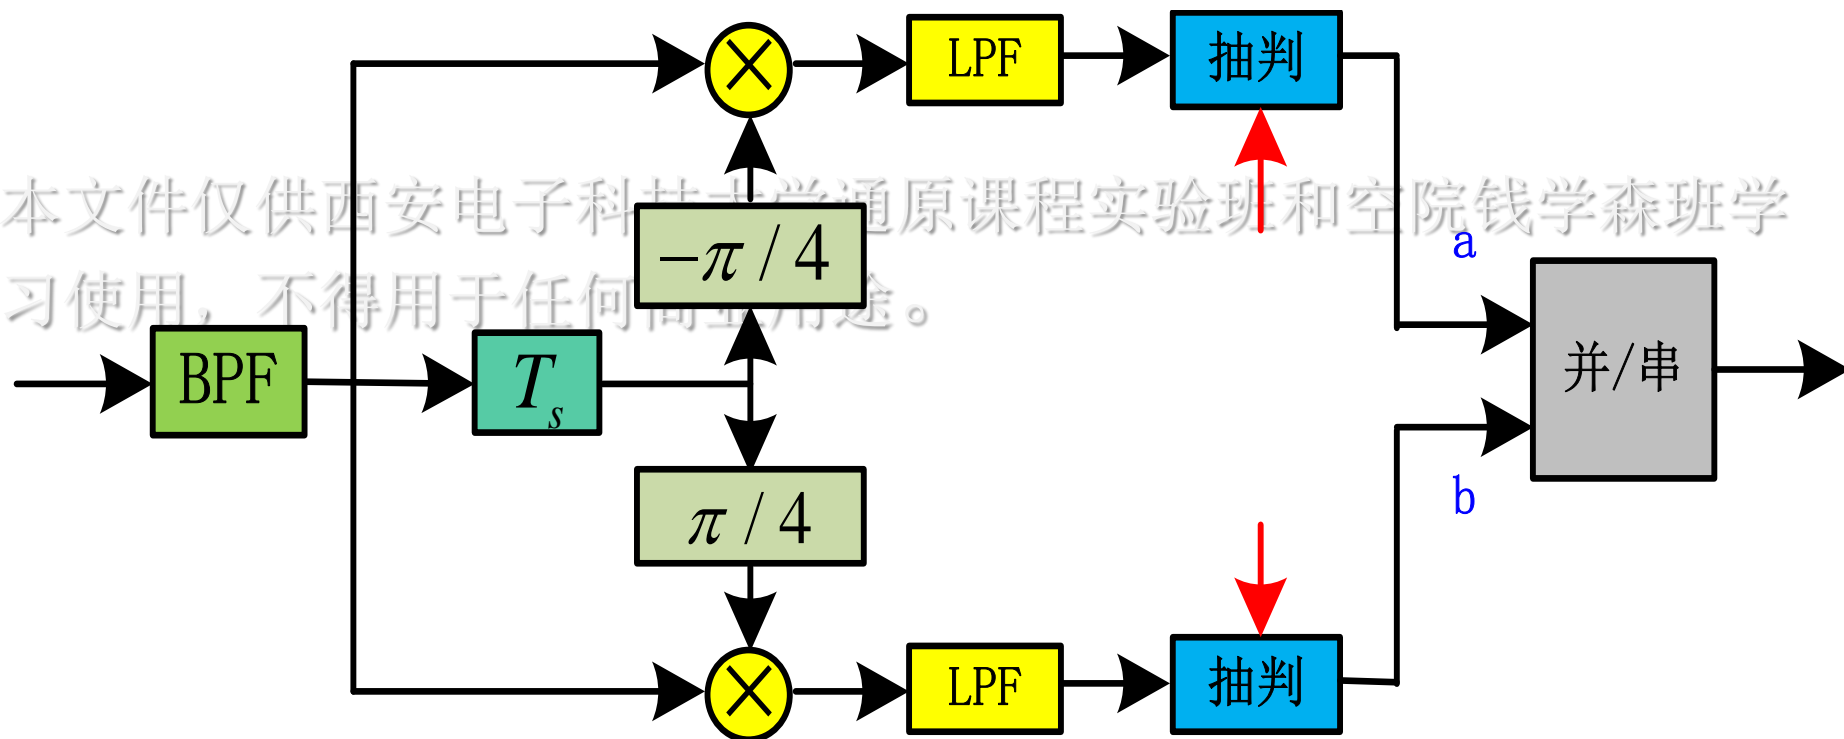 LPF
抽判
本文件仅供西安电子科技大学通原课程实验班和空院钱学森班学
习使用，不得用于任何商业用途。
−π/4
a
BPF
Ts
并/串
π/4
b
LPF
抽判